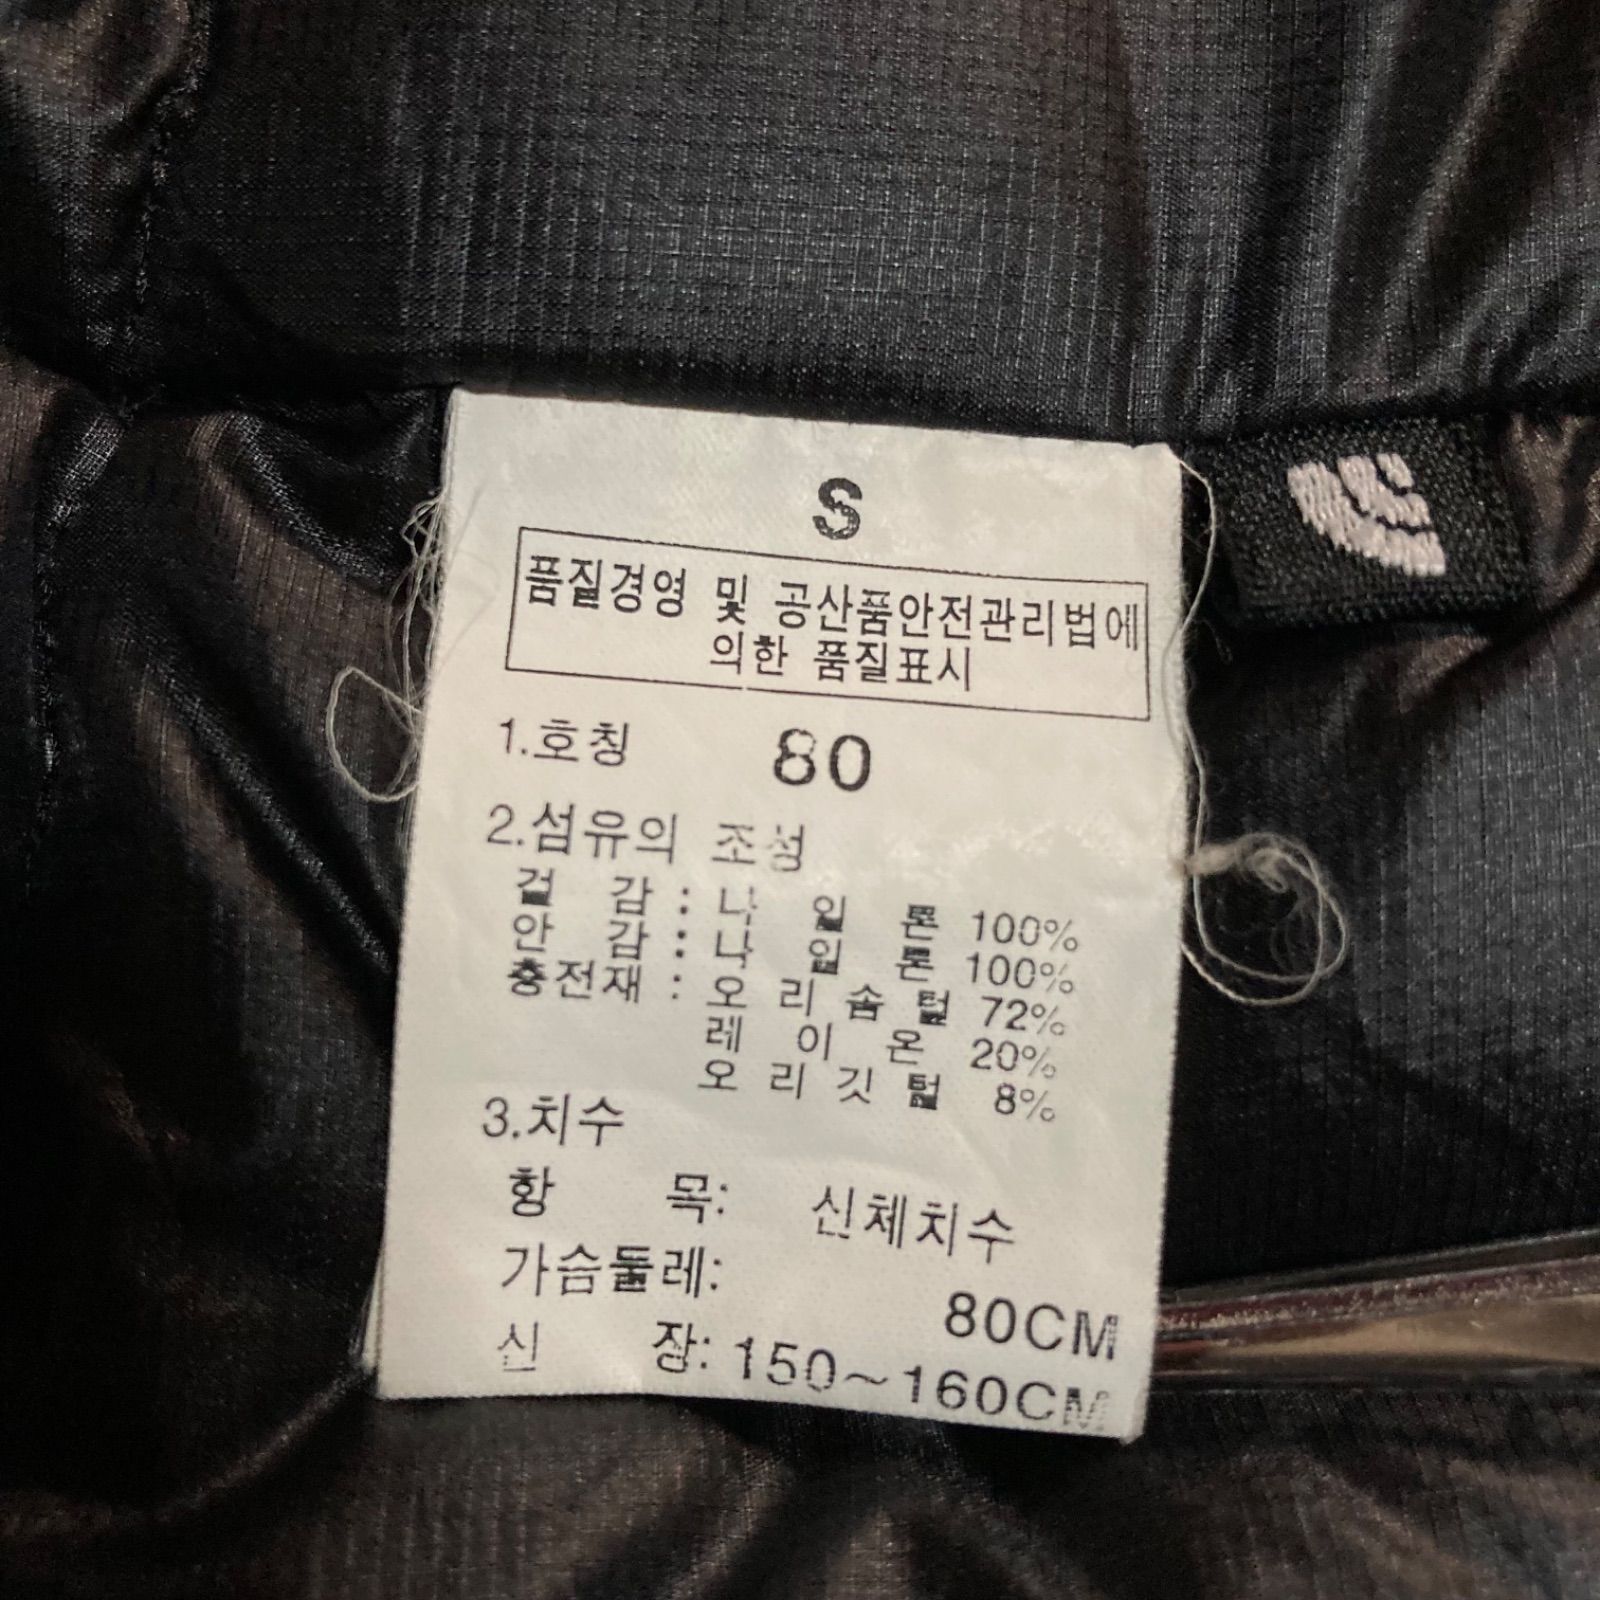 S
품질경영 및 공산품안전관리법에
의한 품질표시
1.호칭 80
2.섬유의 조성
겉 감 : 나 일 론 100%
안 감 : 나 일 론 100%
충전재 : 오 리 솜 털 72%
레 이 온 20%
오 리 깃 털 8%
3.치수
항 목: 신체치수
가슴둘레: 80CM
신 장: 150~160CM